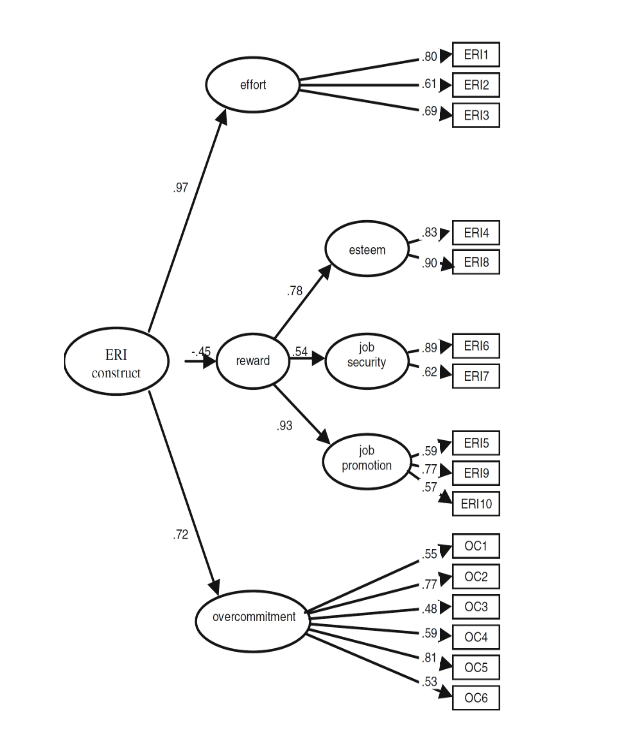 .80 ERI1
effort .61 ERI2
.69 ERI3
.97
.83 ERI4
esteem
.90 ERI8
.78
ERI
construct
-.45
reward
.54
job
security
.89 ERI6
.62 ERI7
.93
job
promotion
.59 ERI5
.77 ERI9
.57 ERI10
.72
overcommitment
.55 OC1
.77 OC2
.48 OC3
.59 OC4
.81 OC5
.53 OC6